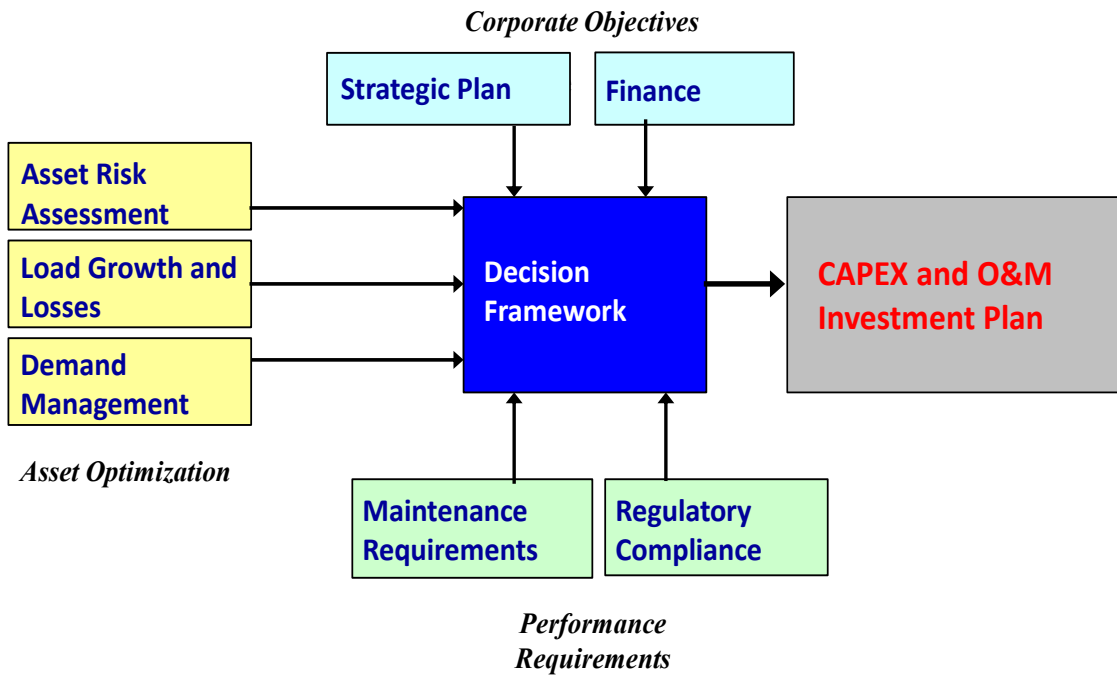 Corporate Objectives
Strategic Plan
Finance
Asset Risk
Assessment
Load Growth and
Losses
Demand
Management
Asset Optimization
Decision
Framework
CAPEX and O&M
Investment Plan
Maintenance
Requirements
Regulatory
Compliance
Performance
Requirements